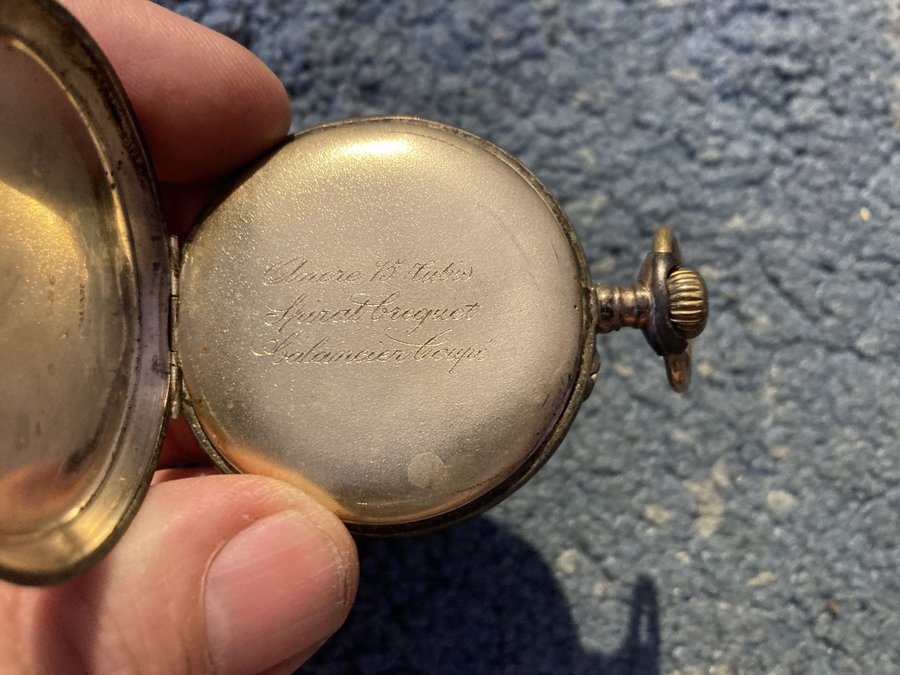 Ancre 15 Rubis
Spiral Breguet
Balancier Coupé